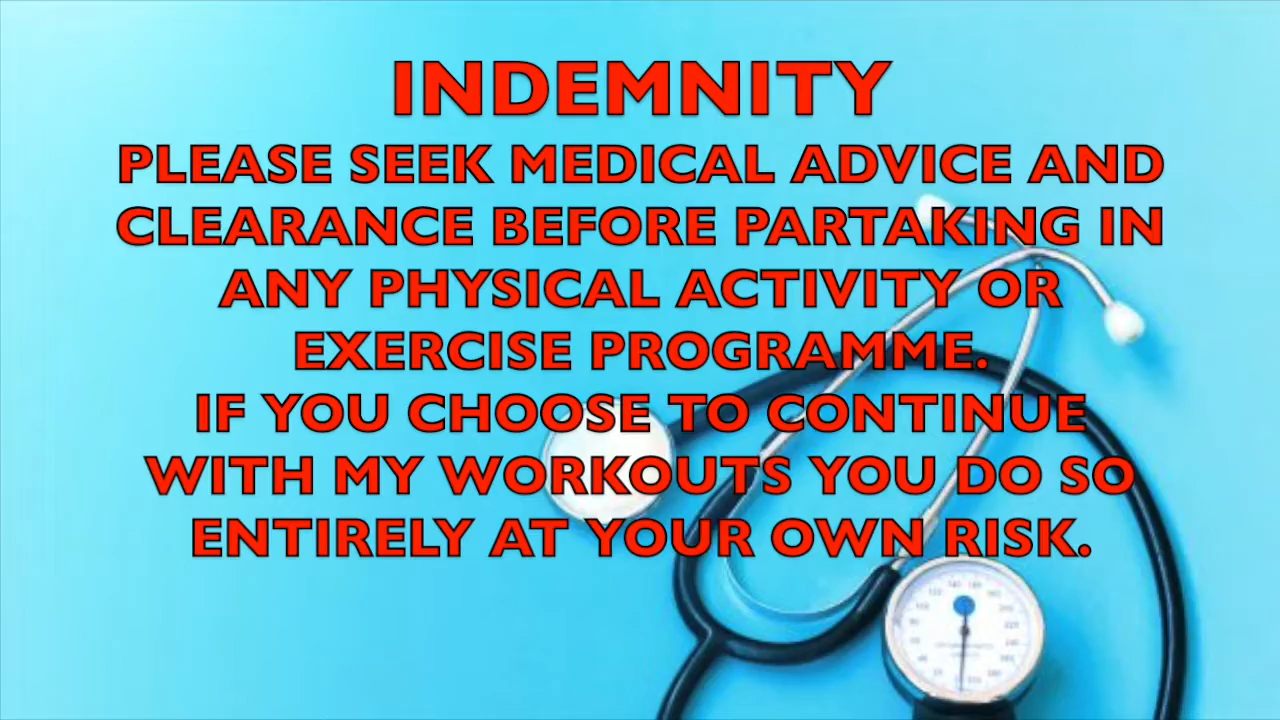 INDEMNITY
PLEASE SEEK MEDICAL ADVICE AND
CLEARANCE BEFORE PARTAKING IN
ANY PHYSICAL ACTIVITY OR
EXERCISE PROGRAMME.
IF YOU CHOOSE TO CONTINUE
WITH MY WORKOUTS YOU DO SO
ENTIRELY AT YOUR OWN RISK.